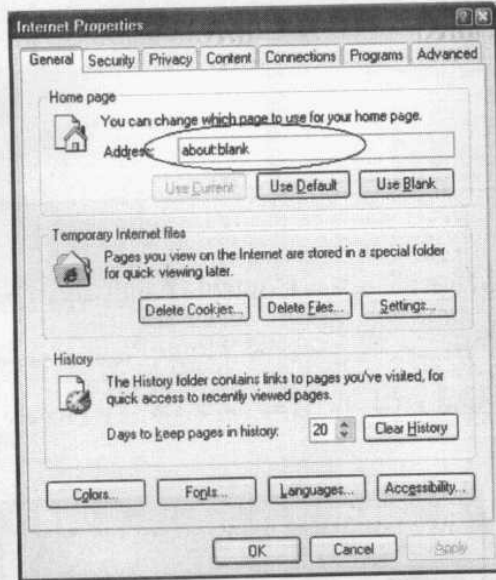 Internet Properties
General Security Privacy Content Connections Programs Advanced
Home page
You can change which page to use for your home page.
Address: about:blank
Use Current Use Default Use Blank
Temporary Internet files
Pages you view on the Internet are stored in a special folder
for quick viewing later.
Delete Cookies... Delete Files... Settings...
History
The History folder contains links to pages you've visited, for
quick access to recently viewed pages.
Days to keep pages in history: 20 Clear History
Colors... Fonts... Languages... Accessibility...
OK Cancel Apply